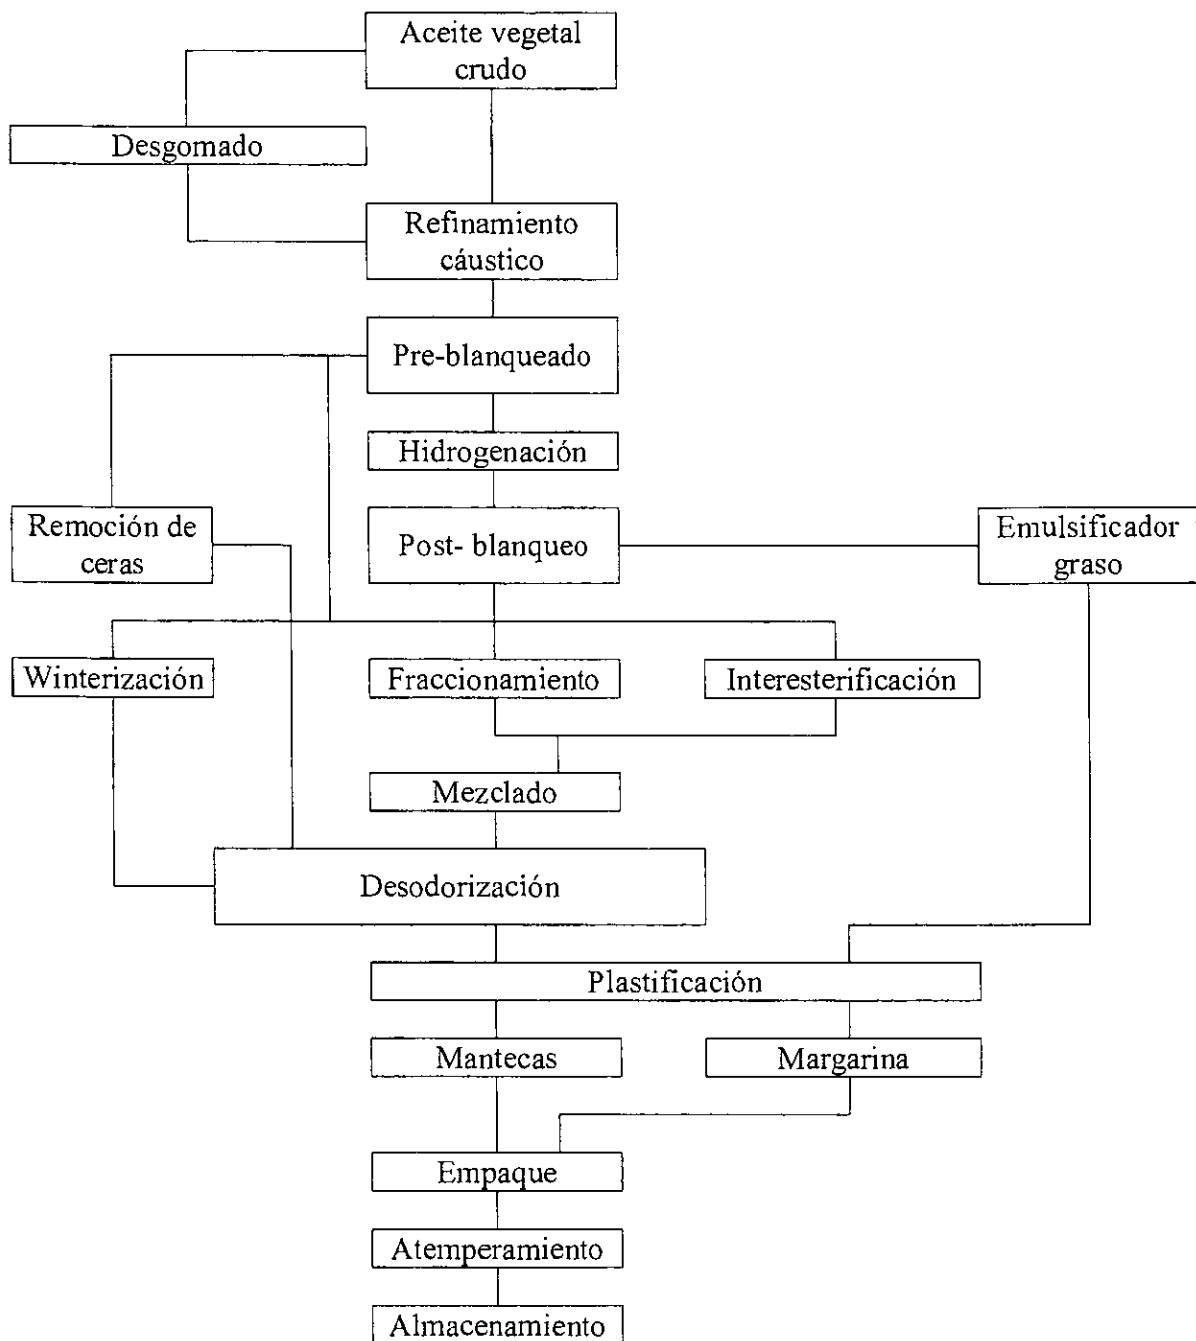 Aceite vegetal
crudo
Desgomado
Refinamiento
cáustico
Pre-blanqueado
Hidrogenación
Remoción de
ceras
Post- blanqueo
Emulsificador
graso
Winterización
Fraccionamiento
Interesterificación
Mezclado
Desodorización
Plastificación
Mantecas
Margarina
Empaque
Atemperamiento
Almacenamiento